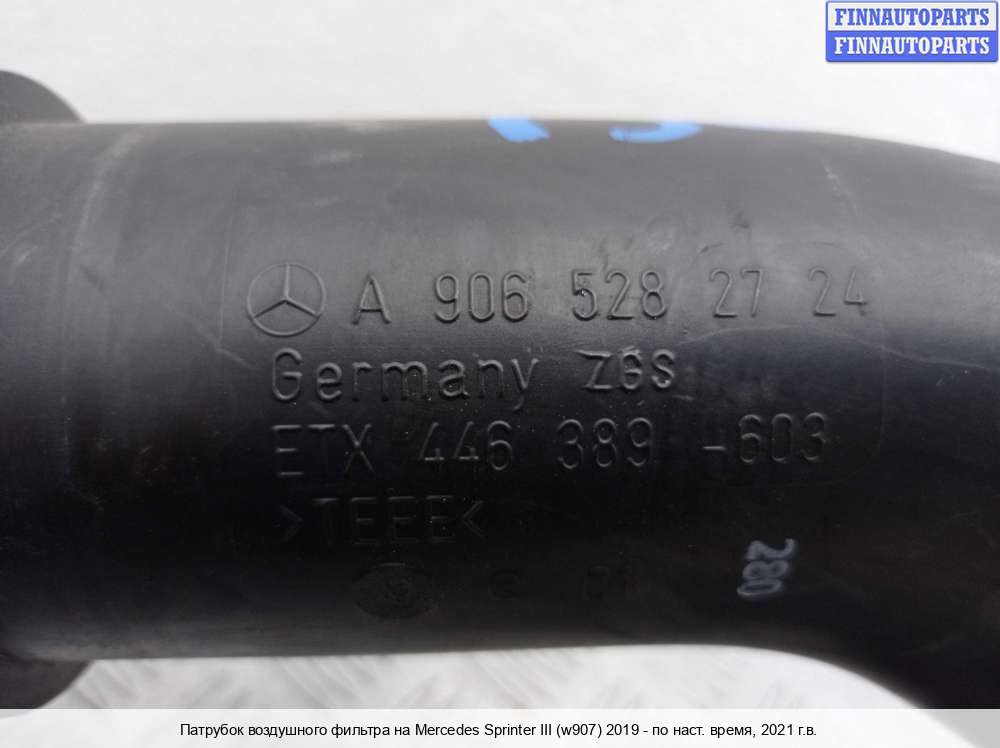 FINNAUTOPARTS
FINNAUTOPARTS
A 906 528 27 24
Germany ZGS
ETX 446 389 -603
>TEEE<
280
Патрубок воздушного фильтра на Mercedes Sprinter III (w907) 2019 - по наст. время, 2021 г.в.